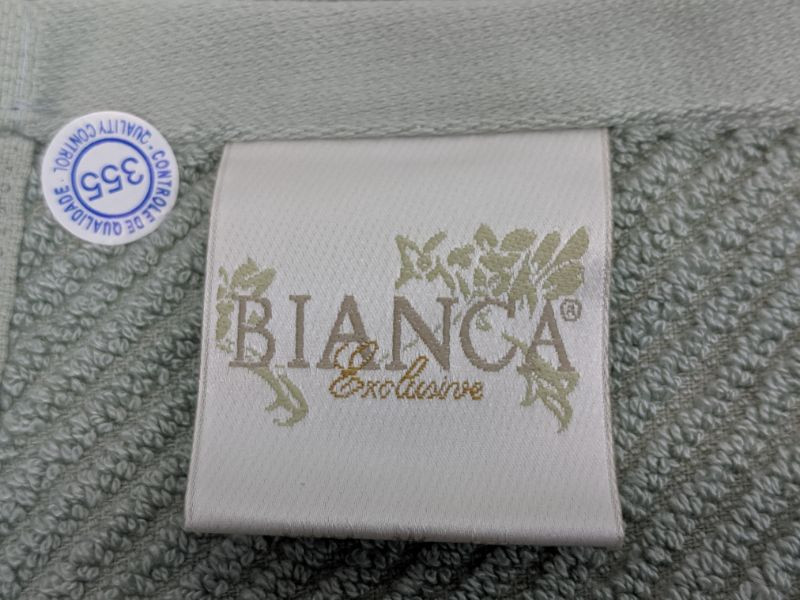 CONTROLE DE QUALIDADE · QUALITY CONTROL ·
355
BIANCA®
Exclusive